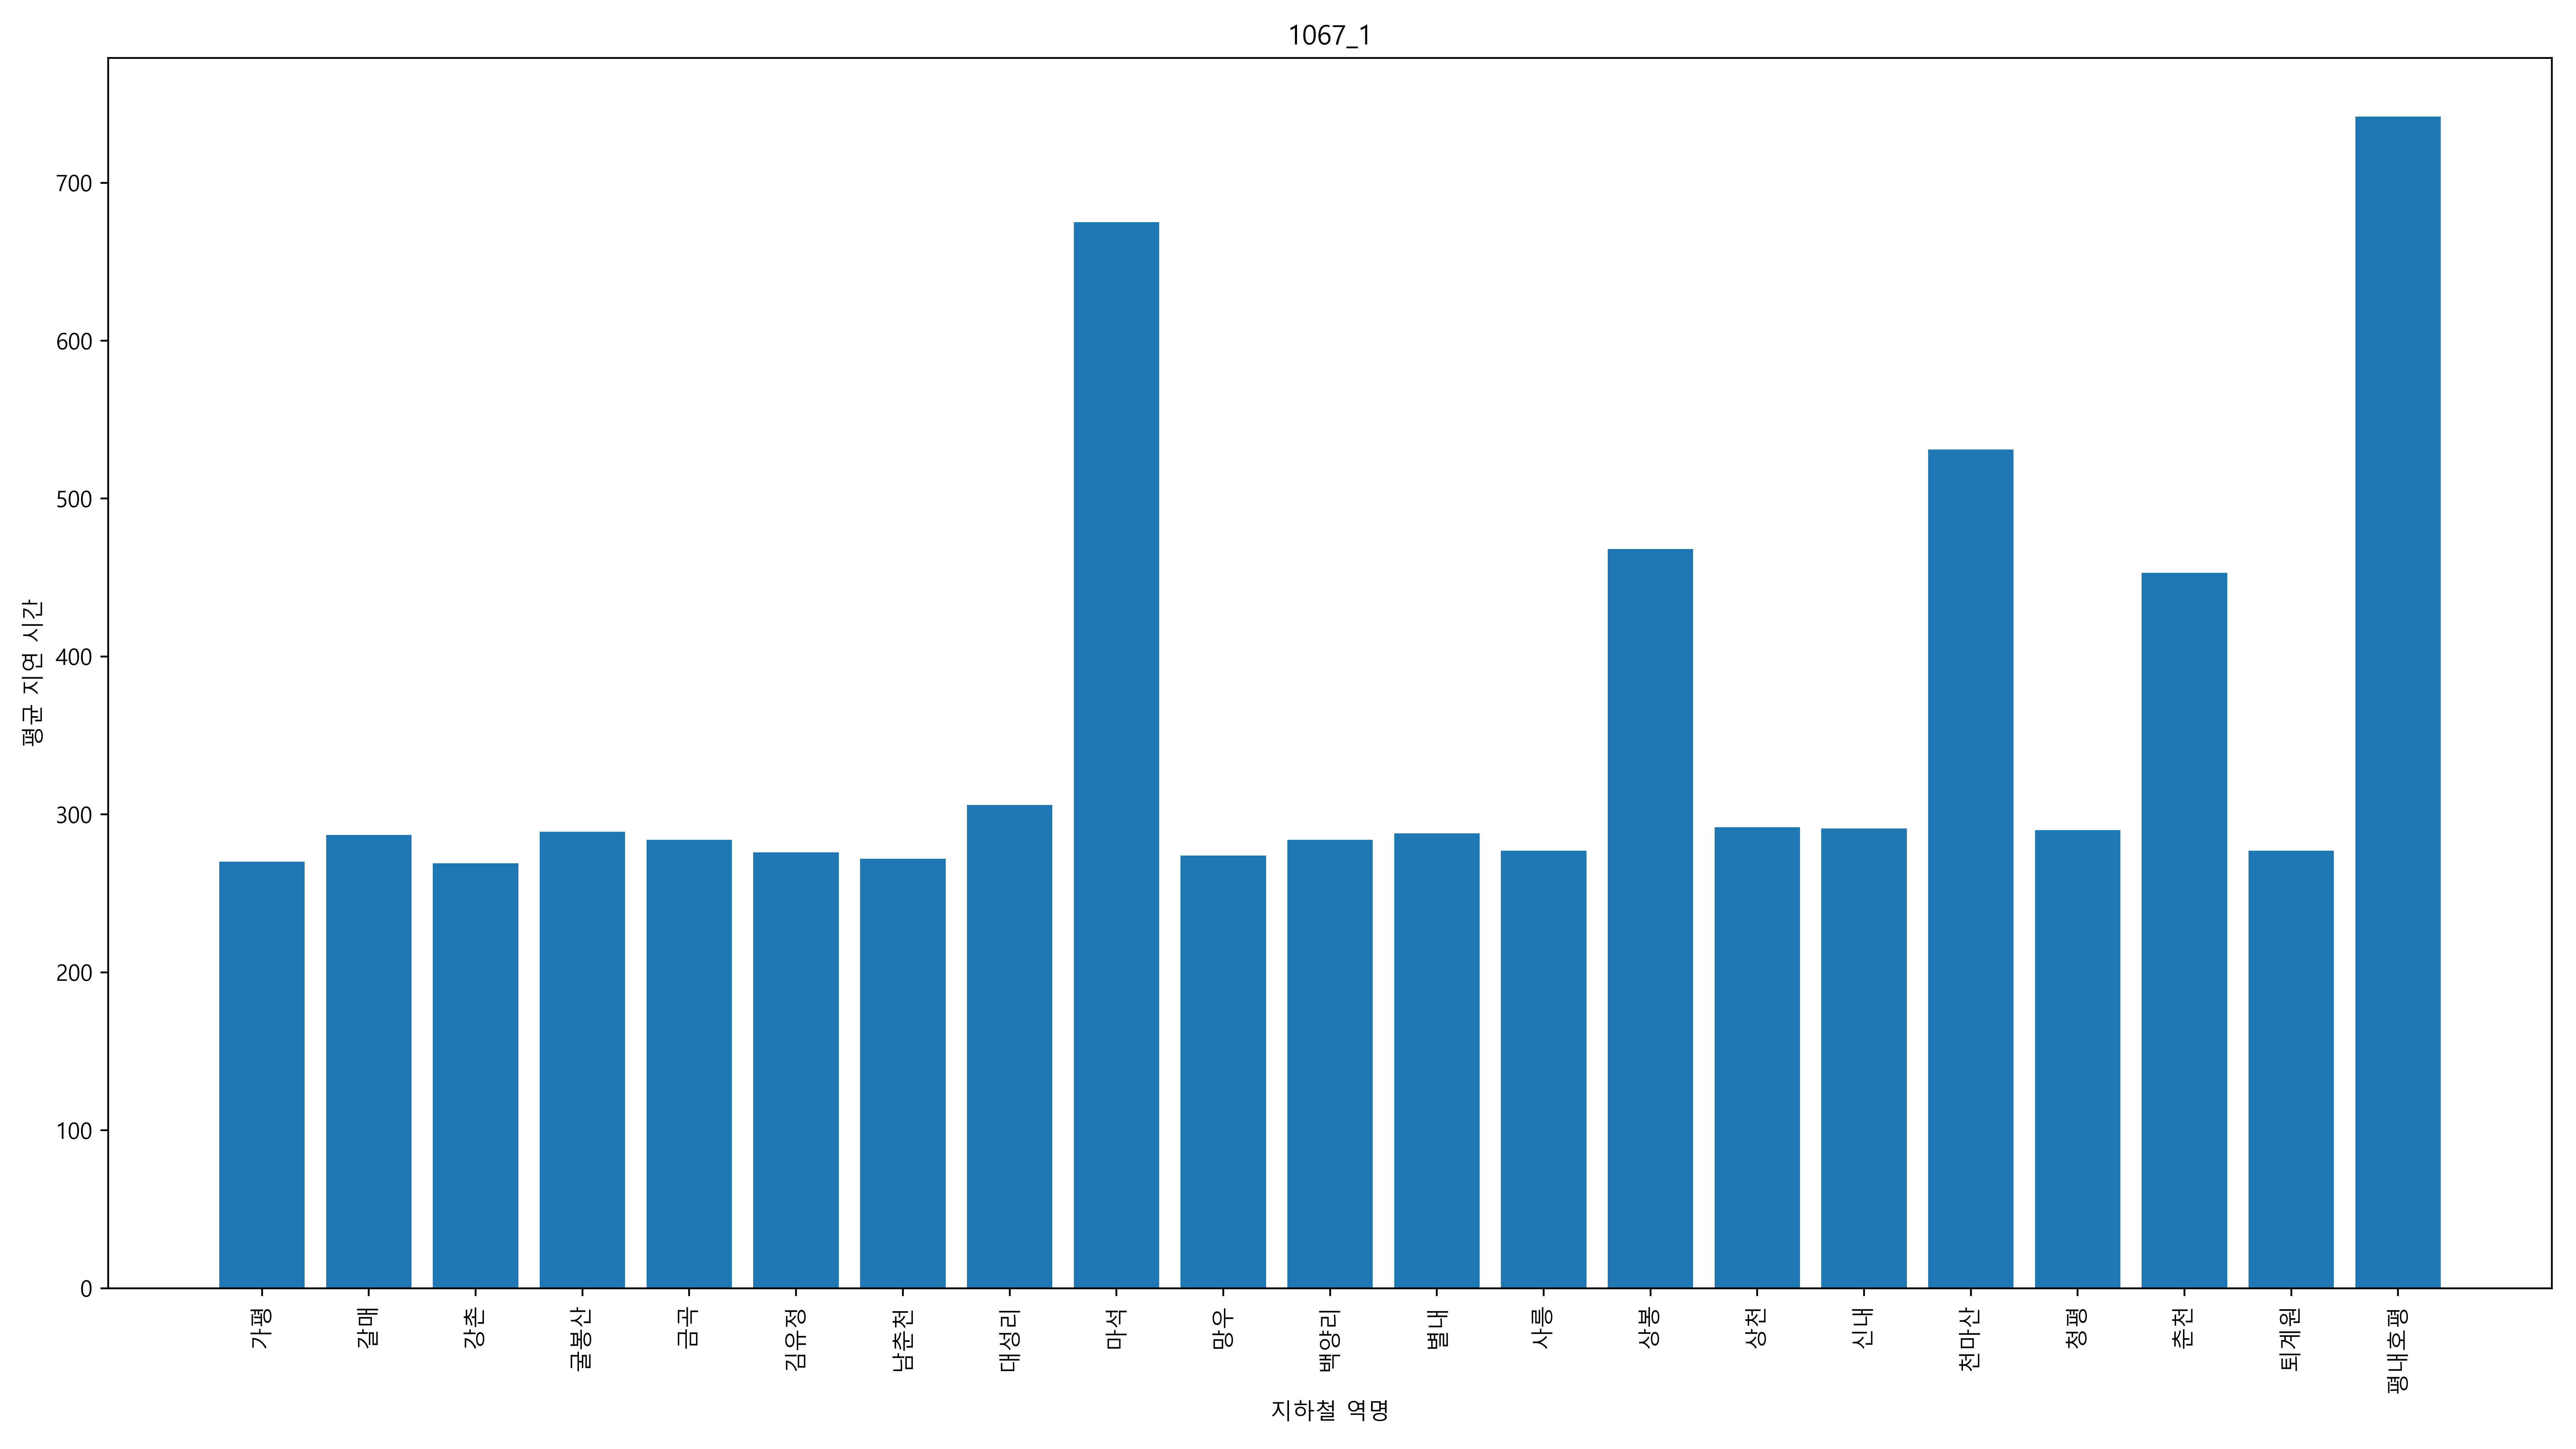 1067_1
평균 지연 시간
700
600
500
400
300
200
100
0
가평
갈매
강촌
굴봉산
금곡
김유정
남춘천
대성리
마석
망우
백양리
별내
사릉
상봉
상천
신내
천마산
청평
춘천
퇴계원
평내호평
지하철 역명